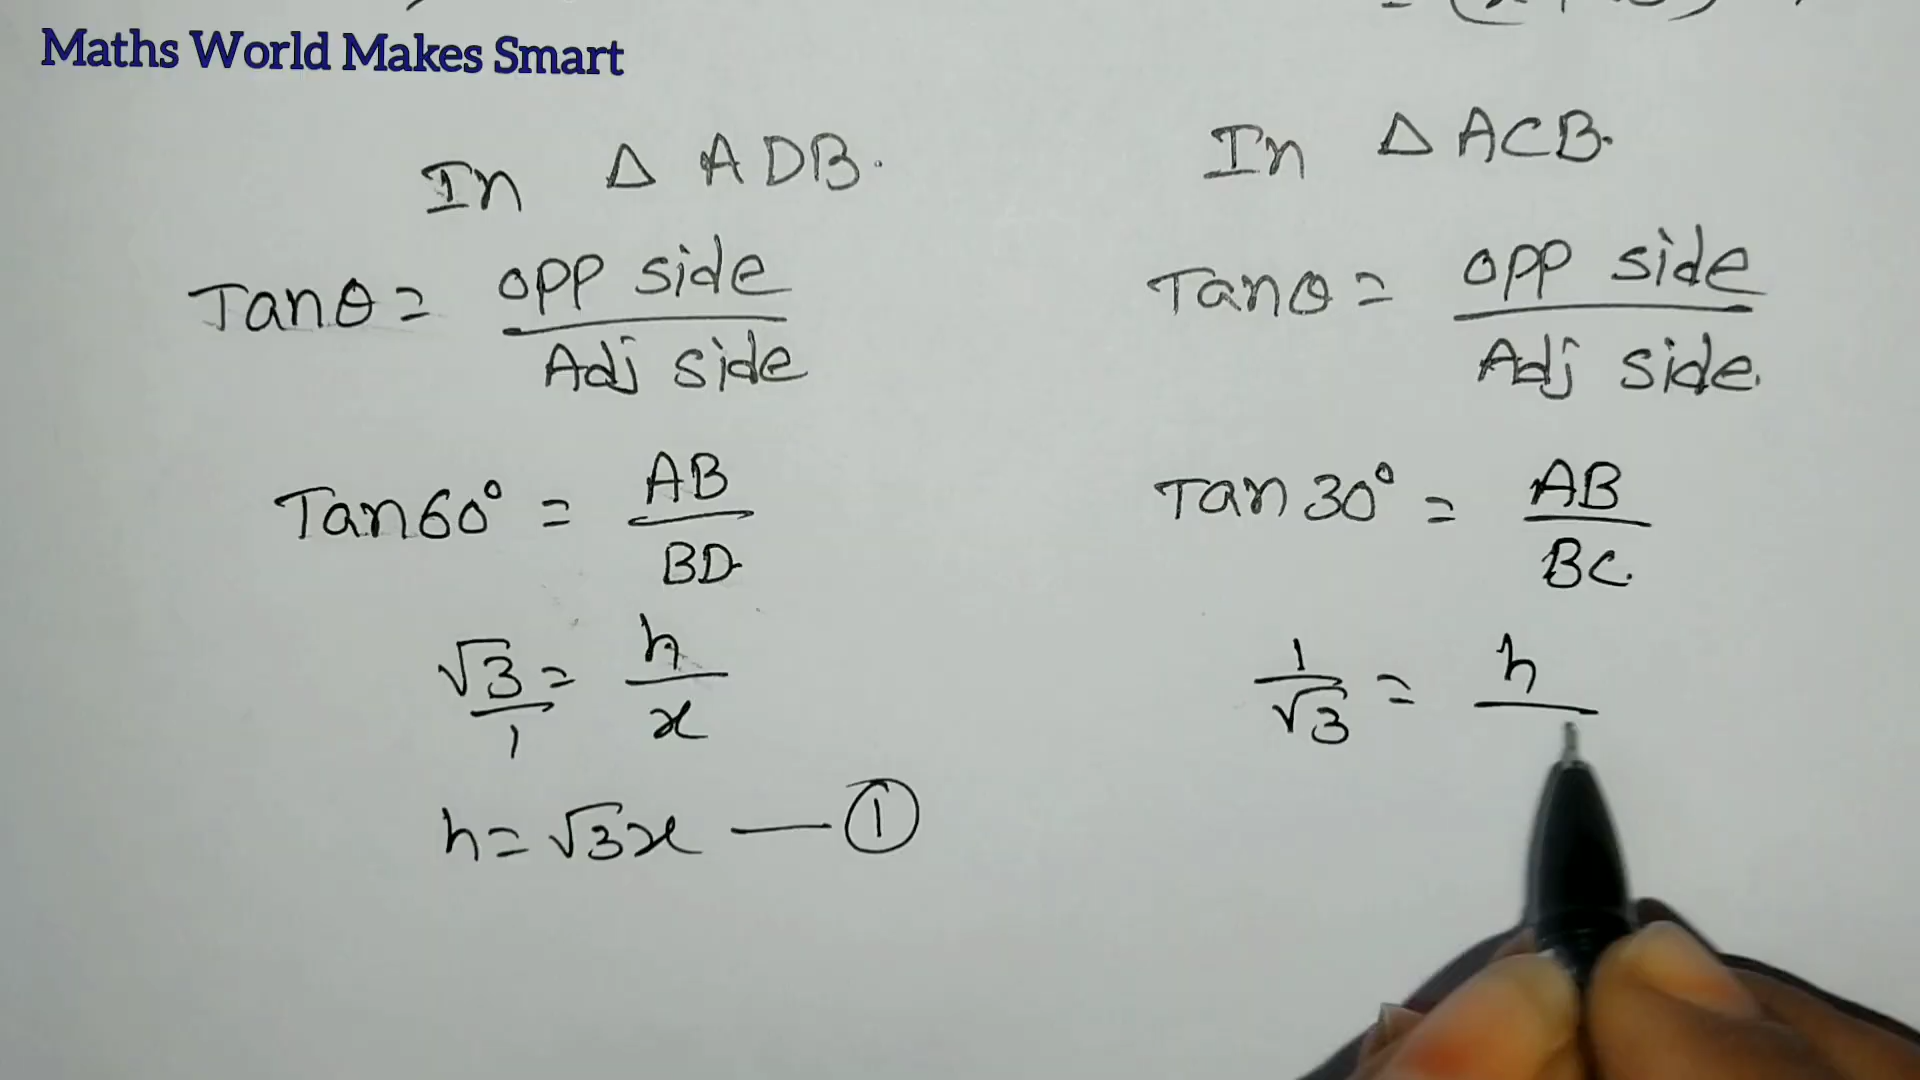 Maths World Makes Smart
In △ ADB.
Tanθ = opp side / Adj side
Tan60° = AB / BD
√3 / 1 = h / x
h = √3x — ①
In △ ACB.
Tanθ = opp side / Adj side.
Tan 30° = AB / BC.
1 / √3 = h